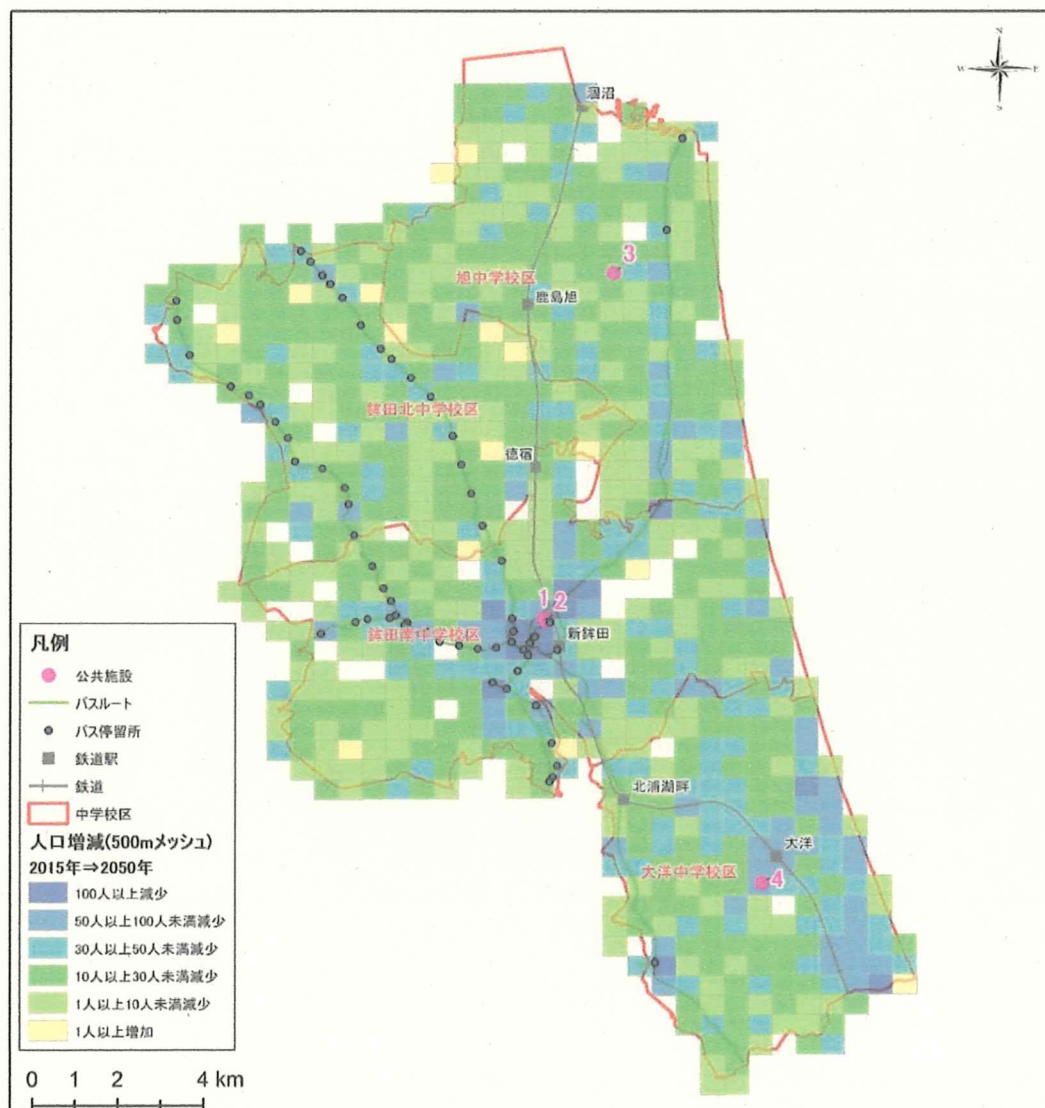 N
W
E
S
涸沼
3
旭中学校区
鹿島旭
鉾田北中学校区
徳宿
1
2
鉾田南中学校区
新鉾田
北浦湖畔
大洋
大洋中学校区
4
凡例
公共施設
バスルート
バス停留所
鉄道駅
鉄道
中学校区
人口増減(500mメッシュ)
2015年⇒2050年
100人以上減少
50人以上100人未満減少
30人以上50人未満減少
10人以上30人未満減少
1人以上10人未満減少
1人以上増加
0 1 2 4 km